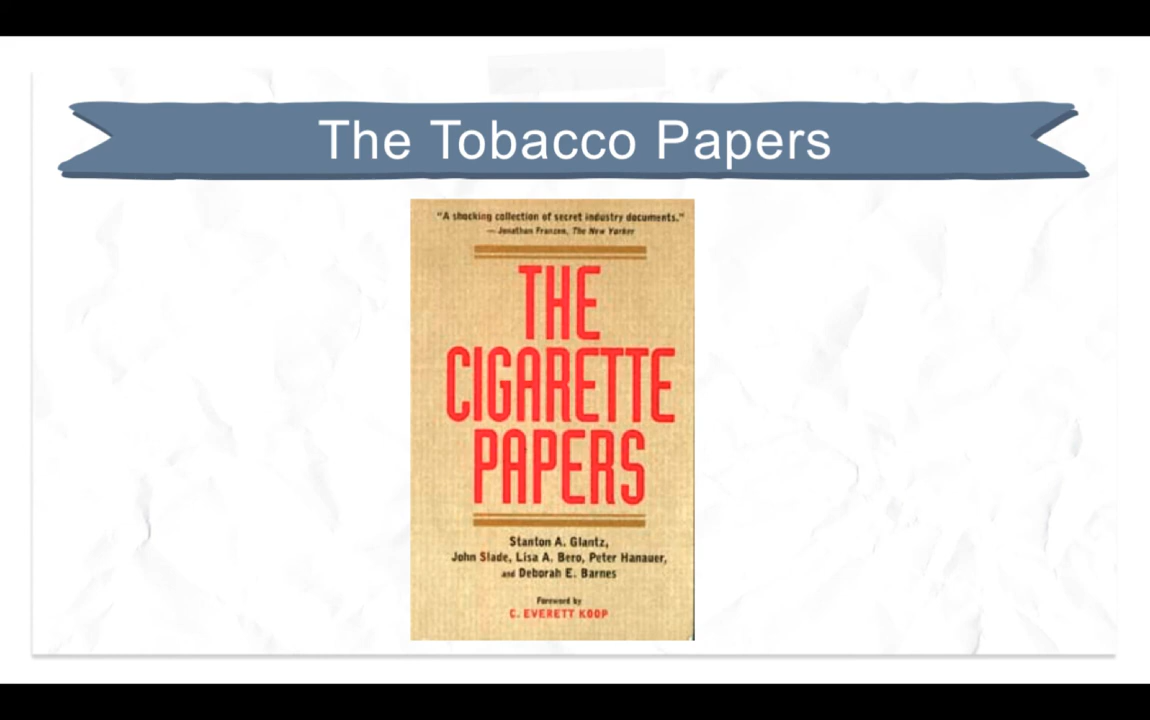 The Tobacco Papers
"A shocking collection of secret industry documents."
— Jonathan Franzen, The New Yorker
THE
CIGARETTE
PAPERS
Stanton A. Glantz,
John Slade, Lisa A. Bero, Peter Hanauer,
and Deborah E. Barnes
Foreword by
C. EVERETT KOOP